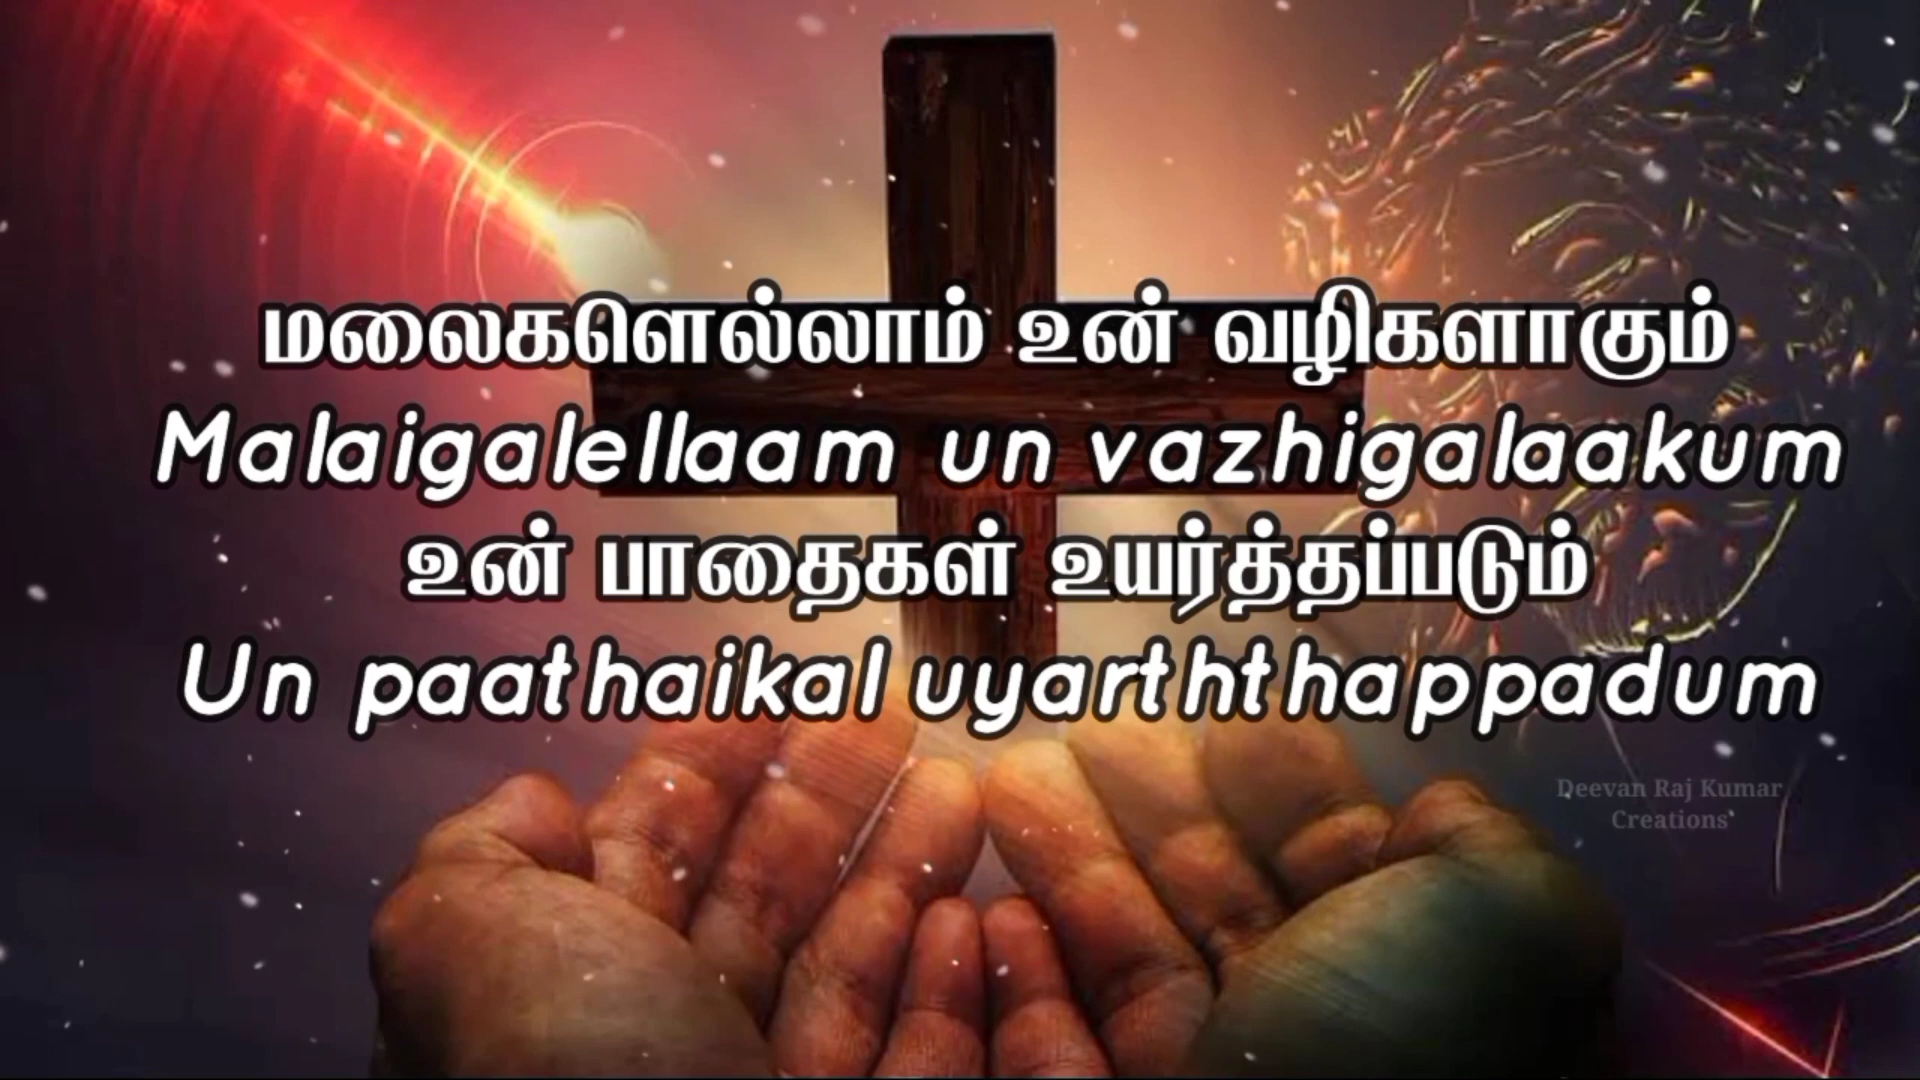 மலைகளெல்லாம் உன் வழிகளாகும்
Malaigalellaam un vazhigalaakum
உன் பாதைகள் உயர்த்தப்படும்
Un paathaikal uyarththappadum
Deevan Raj Kumar
Creations